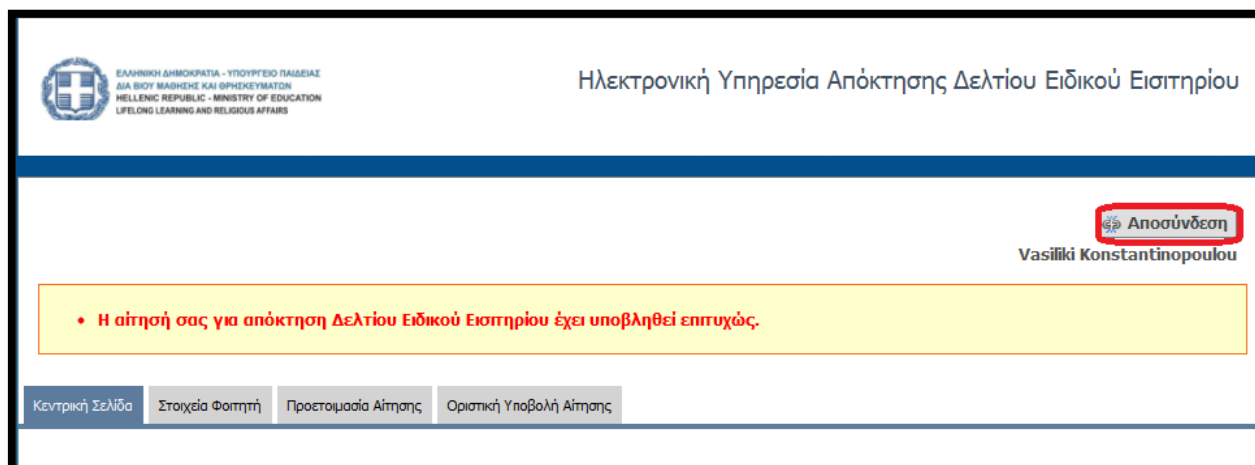 ΕΛΛΗΝΙΚΗ ΔΗΜΟΚΡΑΤΙΑ - ΥΠΟΥΡΓΕΙΟ ΠΑΙΔΕΙΑΣ
ΔΙΑ ΒΙΟΥ ΜΑΘΗΣΗΣ ΚΑΙ ΘΡΗΣΚΕΥΜΑΤΩΝ
HELLENIC REPUBLIC - MINISTRY OF EDUCATION
LIFELONG LEARNING AND RELIGIOUS AFFAIRS
Ηλεκτρονική Υπηρεσία Απόκτησης Δελτίου Ειδικού Εισιτηρίου
Αποσύνδεση
Vasiliki Konstantinopoulou
• Η αίτησή σας για απόκτηση Δελτίου Ειδικού Εισιτηρίου έχει υποβληθεί επιτυχώς.
Κεντρική Σελίδα Στοιχεία Φοιτητή Προετοιμασία Αίτησης Οριστική Υποβολή Αίτησης